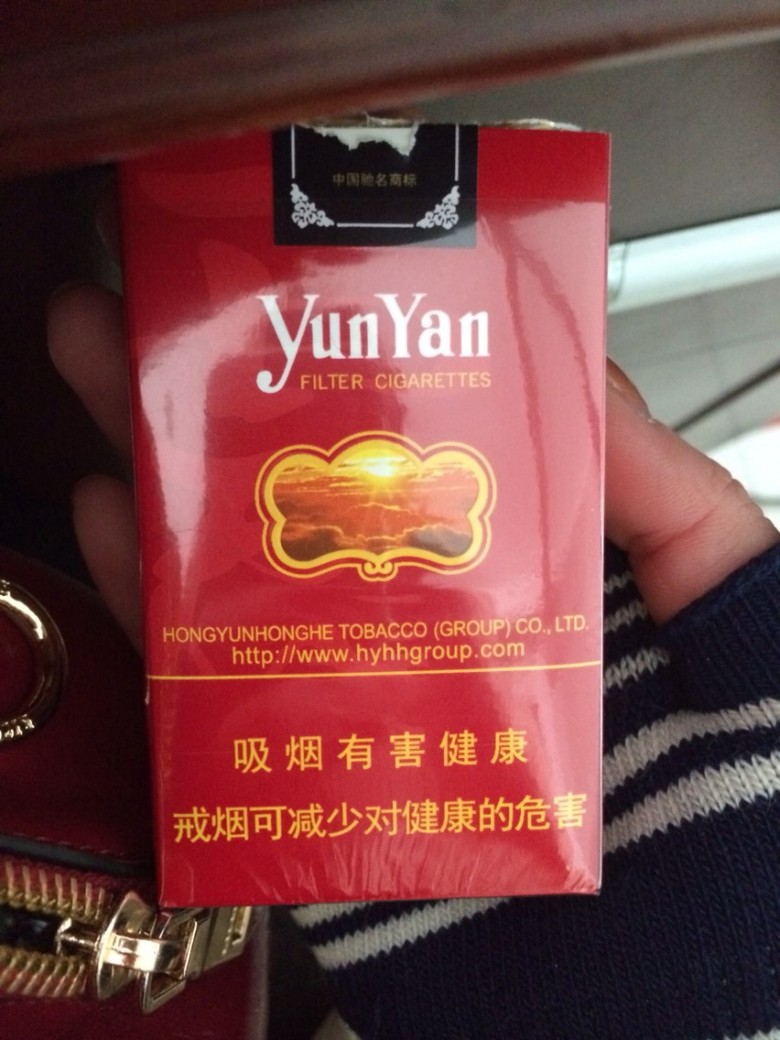 中国驰名商标
YunYan
FILTER CIGARETTES
HONGYUNHONGHE TOBACCO (GROUP) CO., LTD.
http://www.hyhhgroup.com
吸烟有害健康
戒烟可减少对健康的危害